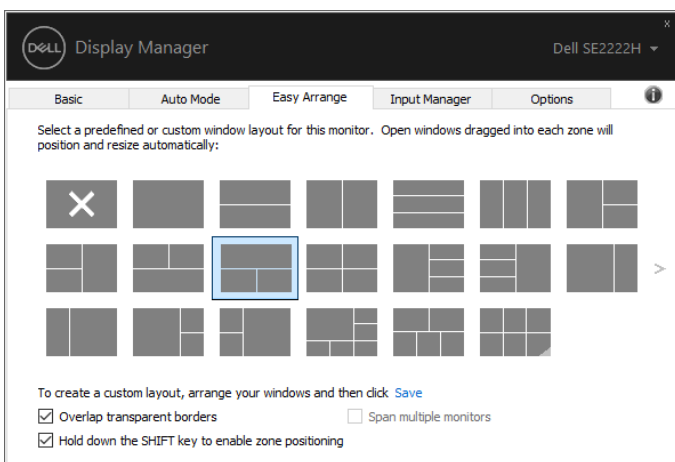 x
DELL Display Manager Dell SE2222H
Basic Auto Mode Easy Arrange Input Manager Options i
Select a predefined or custom window layout for this monitor. Open windows dragged into each zone will
position and resize automatically:
>
To create a custom layout, arrange your windows and then click Save
Overlap transparent borders Span multiple monitors
Hold down the SHIFT key to enable zone positioning